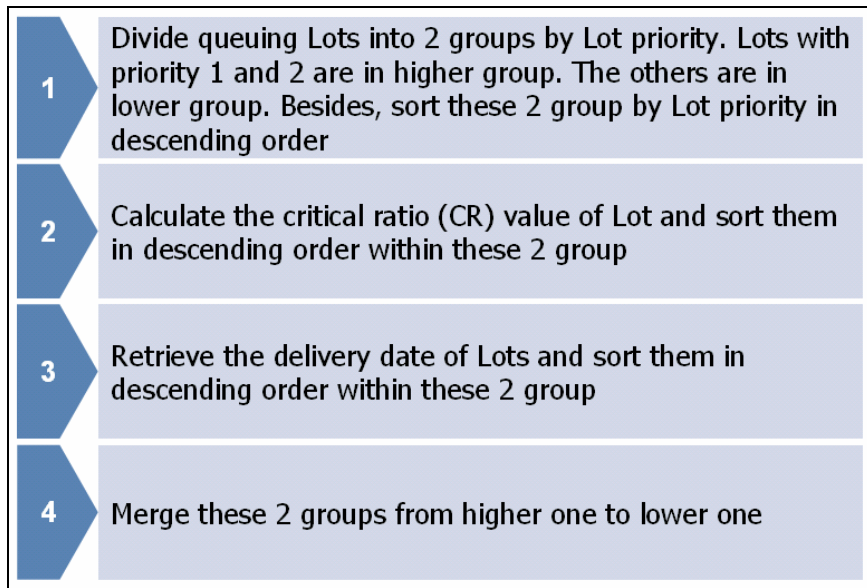 1
Divide queuing Lots into 2 groups by Lot priority. Lots with
priority 1 and 2 are in higher group. The others are in
lower group. Besides, sort these 2 group by Lot priority in
descending order
2
Calculate the critical ratio (CR) value of Lot and sort them
in descending order within these 2 group
3
Retrieve the delivery date of Lots and sort them in
descending order within these 2 group
4
Merge these 2 groups from higher one to lower one